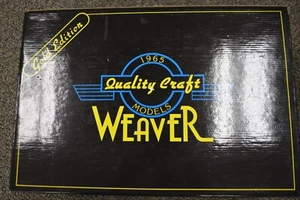 Gold Edition
1965
Quality Craft
MODELS
WEAVER